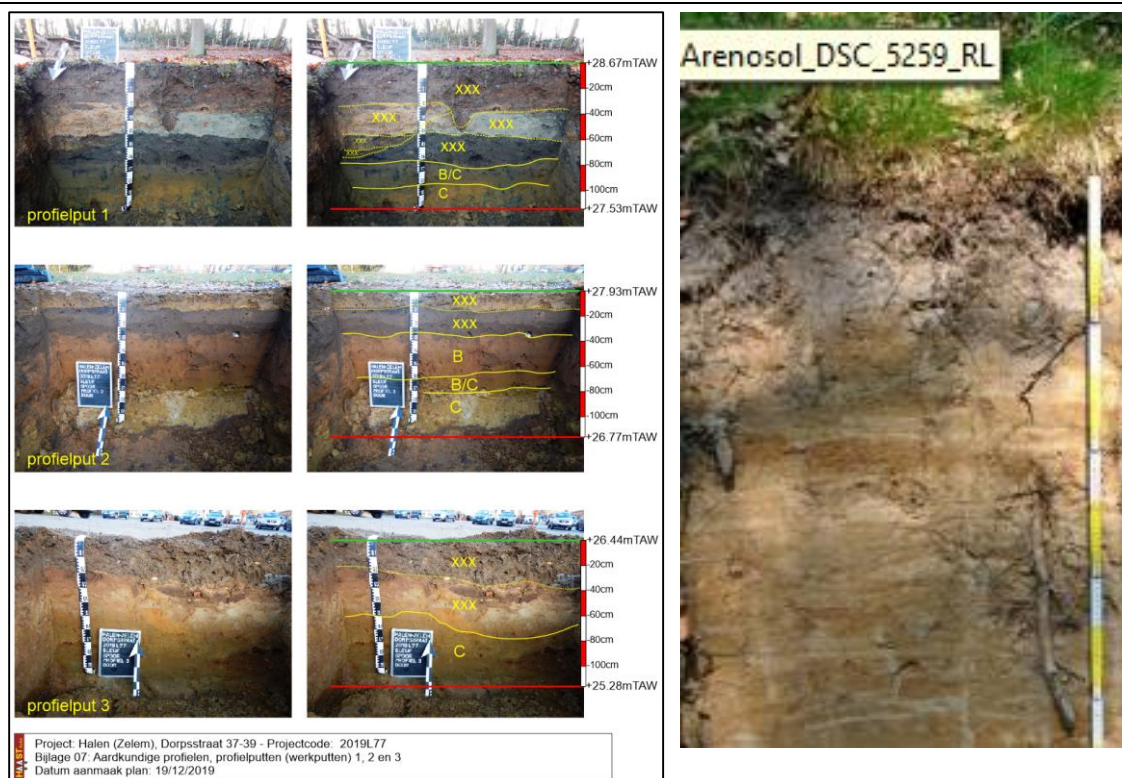 +28.67mTAW
XXX
-20cm
-40cm
XXX
XXX
XXX
-60cm
XXX
XXX
-80cm
B/C
C
-100cm
profielput 1
+27.53mTAW
+27.93mTAW
XXX
-20cm
XXX
-40cm
B
-60cm
B/C
-80cm
C
-100cm
+26.77mTAW
profielput 2
+26.44mTAW
XXX
-20cm
-40cm
XXX
-60cm
-80cm
C
-100cm
+25.28mTAW
profielput 3
Project: Halen (Zelem), Dorpsstraat 37-39 - Projectcode: 2019L77
Bijlage 07: Aardkundige profielen, profielputten (werkputten) 1, 2 en 3
Datum aanmaak plan: 19/12/2019
Arenosol_DSC_5259_RL